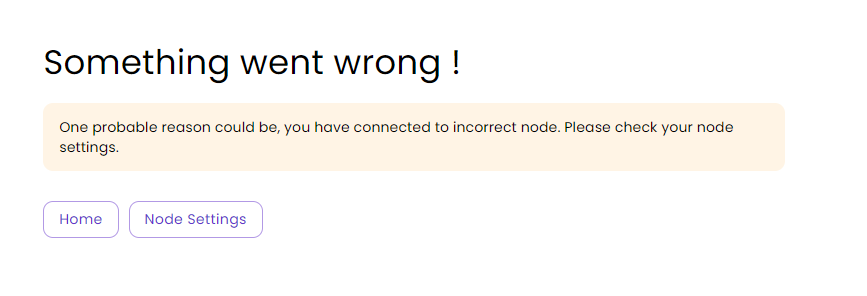 Something went wrong !
One probable reason could be, you have connected to incorrect node. Please check your node
settings.
Home
Node Settings